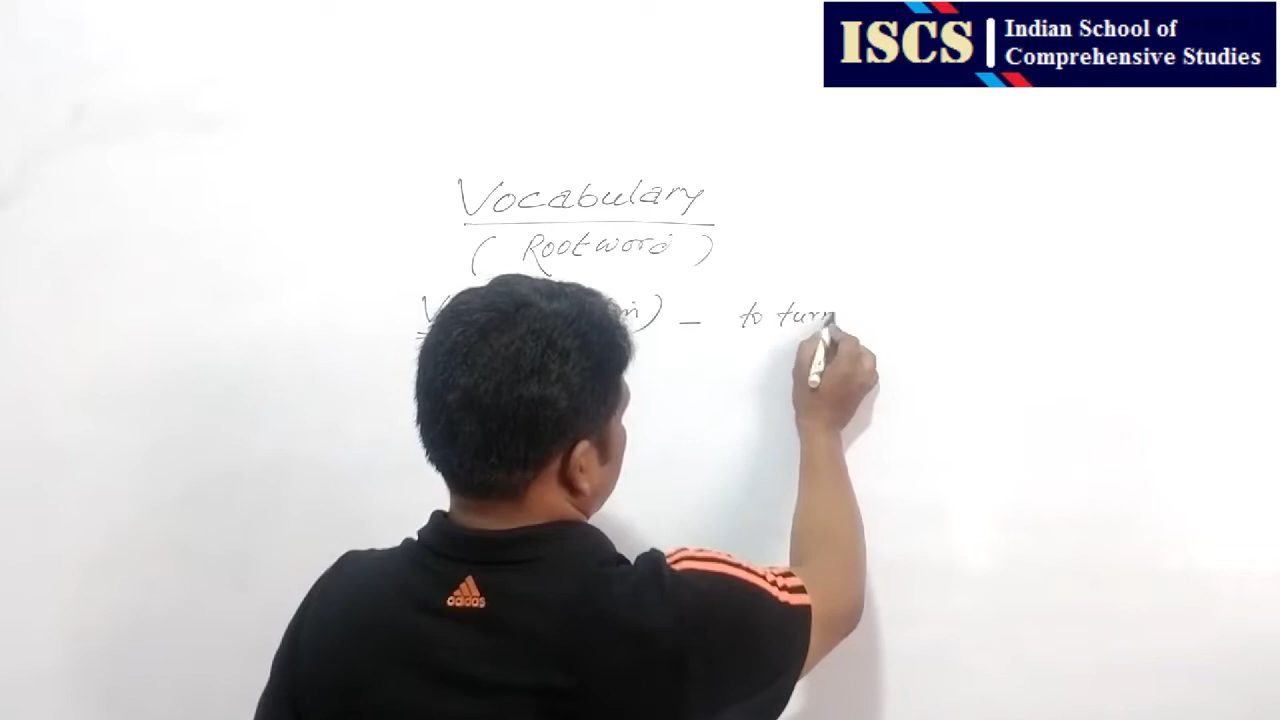 ISCS
Indian School of
Comprehensive Studies
Vocabulary
( Rootword )
) – to turn
adidas